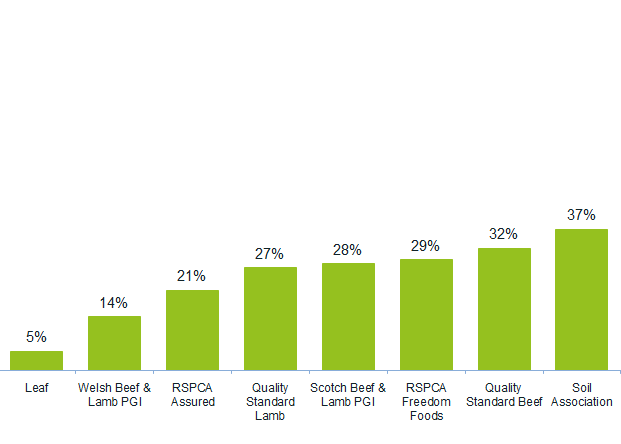 5%
14%
21%
27%
28%
29%
32%
37%
Leaf
Welsh Beef &
Lamb PGI
RSPCA
Assured
Quality
Standard
Lamb
Scotch Beef &
Lamb PGI
RSPCA
Freedom
Foods
Quality
Standard Beef
Soil
Association